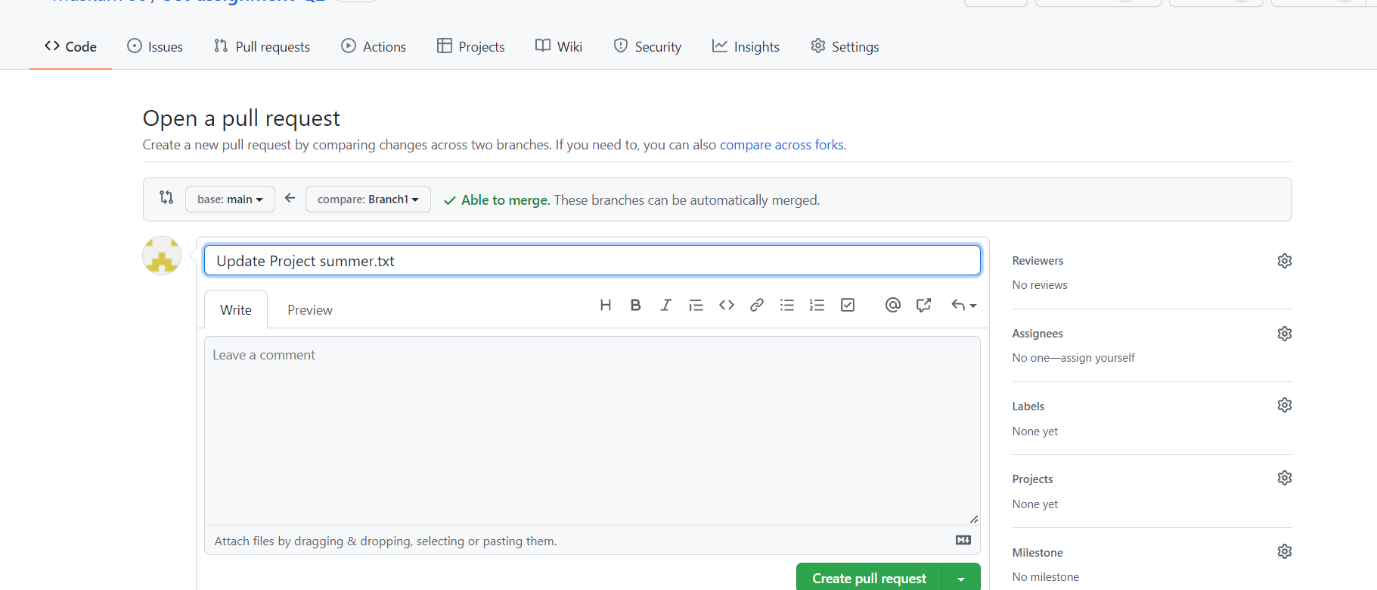 Code Issues Pull requests Actions Projects Wiki Security Insights Settings
Open a pull request
Create a new pull request by comparing changes across two branches. If you need to, you can also compare across forks.
base: main compare: Branch1 Able to merge. These branches can be automatically merged.
Update Project summer.txt
Write Preview
Leave a comment
Attach files by dragging & dropping, selecting or pasting them.
Create pull request
Reviewers
No reviews
Assignees
No one—assign yourself
Labels
None yet
Projects
None yet
Milestone
No milestone